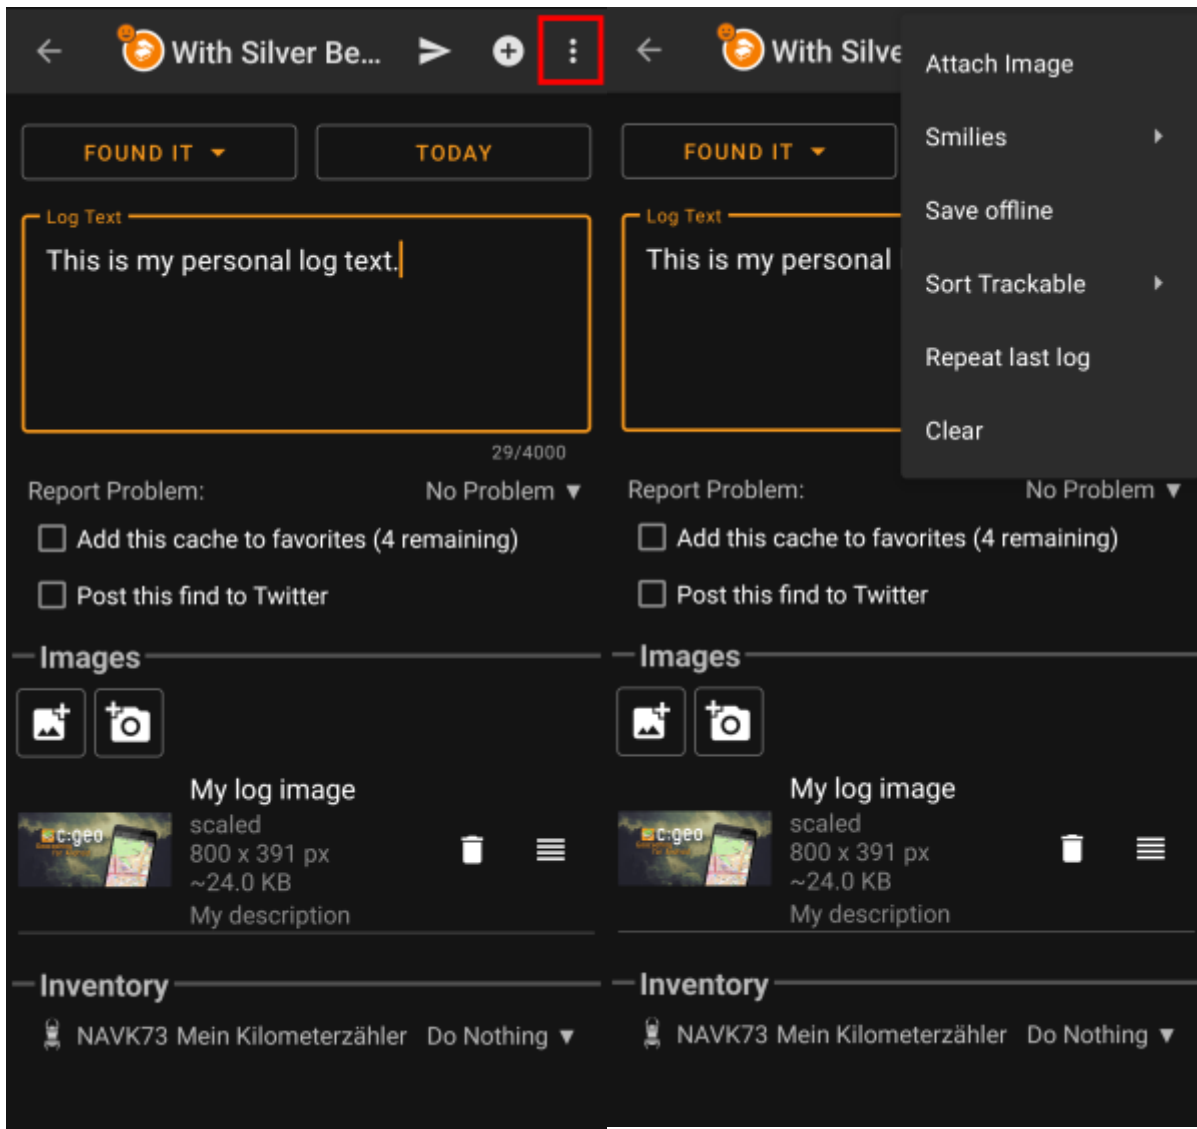 With Silver Be...
FOUND IT
TODAY
Log Text
This is my personal log text.
29/4000
Report Problem:
No Problem
Add this cache to favorites (4 remaining)
Post this find to Twitter
Images
My log image
scaled
800 x 391 px
~24.0 KB
My description
c:geo
Inventory
NAVK73 Mein Kilometerzähler
Do Nothing
With Silve
Attach Image
Smilies
Save offline
Sort Trackable
Repeat last log
Clear
FOUND IT
Log Text
This is my personal
Report Problem:
No Problem
Add this cache to favorites (4 remaining)
Post this find to Twitter
Images
My log image
scaled
800 x 391 px
~24.0 KB
My description
c:geo
Inventory
NAVK73 Mein Kilometerzähler
Do Nothing